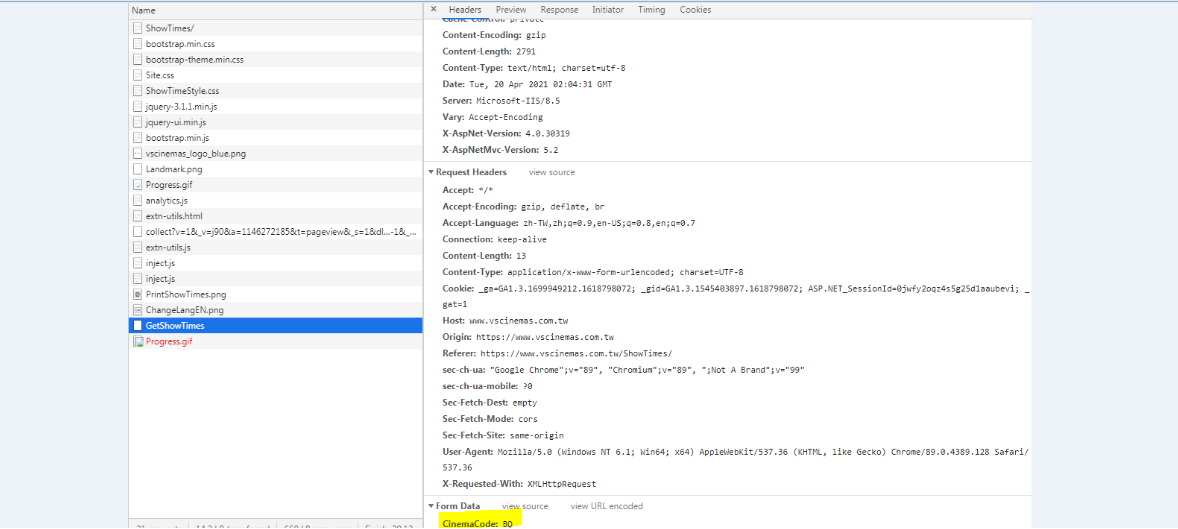 Name
ShowTimes/
bootstrap.min.css
bootstrap-theme.min.css
Site.css
ShowTimeStyle.css
jquery-3.1.1.min.js
jquery-ui.min.js
bootstrap.min.js
vscinemas_logo_blue.png
Landmark.png
Progress.gif
analytics.js
extn-utils.html
collect?v=1&_v=j90&a=1146272185&t=pageview&_s=1&dl...-1&_...
extn-utils.js
inject.js
inject.js
PrintShowTimes.png
ChangeLangEN.png
GetShowTimes
Progress.gif
× Headers Preview Response Initiator Timing Cookies
Cache-Control: private
Content-Encoding: gzip
Content-Length: 2791
Content-Type: text/html; charset=utf-8
Date: Tue, 20 Apr 2021 02:04:31 GMT
Server: Microsoft-IIS/8.5
Vary: Accept-Encoding
X-AspNet-Version: 4.0.30319
X-AspNetMvc-Version: 5.2
Request Headers view source
Accept: */*
Accept-Encoding: gzip, deflate, br
Accept-Language: zh-TW,zh;q=0.9,en-US;q=0.8,en;q=0.7
Connection: keep-alive
Content-Length: 13
Content-Type: application/x-www-form-urlencoded; charset=UTF-8
Cookie: _ga=GA1.3.1699949212.1618798072; _gid=GA1.3.1545403897.1618798072; ASP.NET_SessionId=0jwfy2oqz4s5g25d1aaubevi; _
gat=1
Host: www.vscinemas.com.tw
Origin: https://www.vscinemas.com.tw
Referer: https://www.vscinemas.com.tw/ShowTimes/
sec-ch-ua: "Google Chrome";v="89", "Chromium";v="89", ";Not A Brand";v="99"
sec-ch-ua-mobile: ?0
Sec-Fetch-Dest: empty
Sec-Fetch-Mode: cors
Sec-Fetch-Site: same-origin
User-Agent: Mozilla/5.0 (Windows NT 6.1; Win64; x64) AppleWebKit/537.36 (KHTML, like Gecko) Chrome/89.0.4389.128 Safari/
537.36
X-Requested-With: XMLHttpRequest
Form Data view source view URL encoded
CinemaCode: BQ